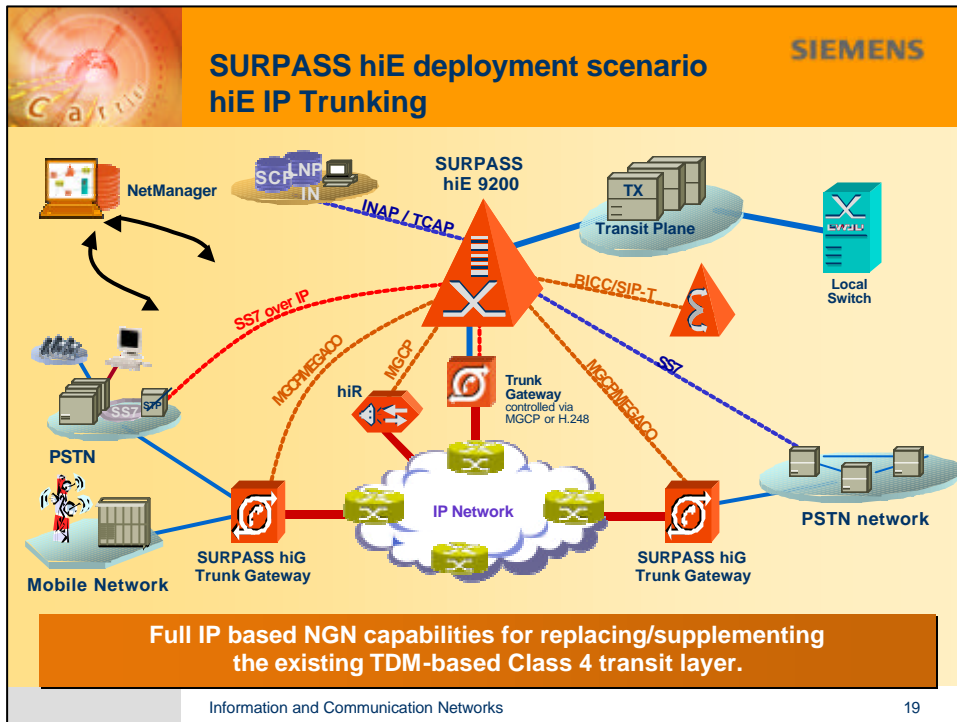 Carrie
SURPASS hiE deployment scenario
hiE IP Trunking
SIEMENS
NetManager
SCP
LNP
IN
INAP / TCAP
SURPASS
hiE 9200
TX
Transit Plane
Local
Switch
BICC/SIP-T
SS7 over IP
MGCP/MEGACO
MGCP
hiR
Trunk
Gateway
controlled via
MGCP or H.248
MGCP/MEGACO
SS7
SS7
STP
PSTN
IP Network
PSTN network
Mobile Network
SURPASS hiG
Trunk Gateway
SURPASS hiG
Trunk Gateway
Full IP based NGN capabilities for replacing/supplementing
the existing TDM-based Class 4 transit layer.
Information and Communication Networks
19